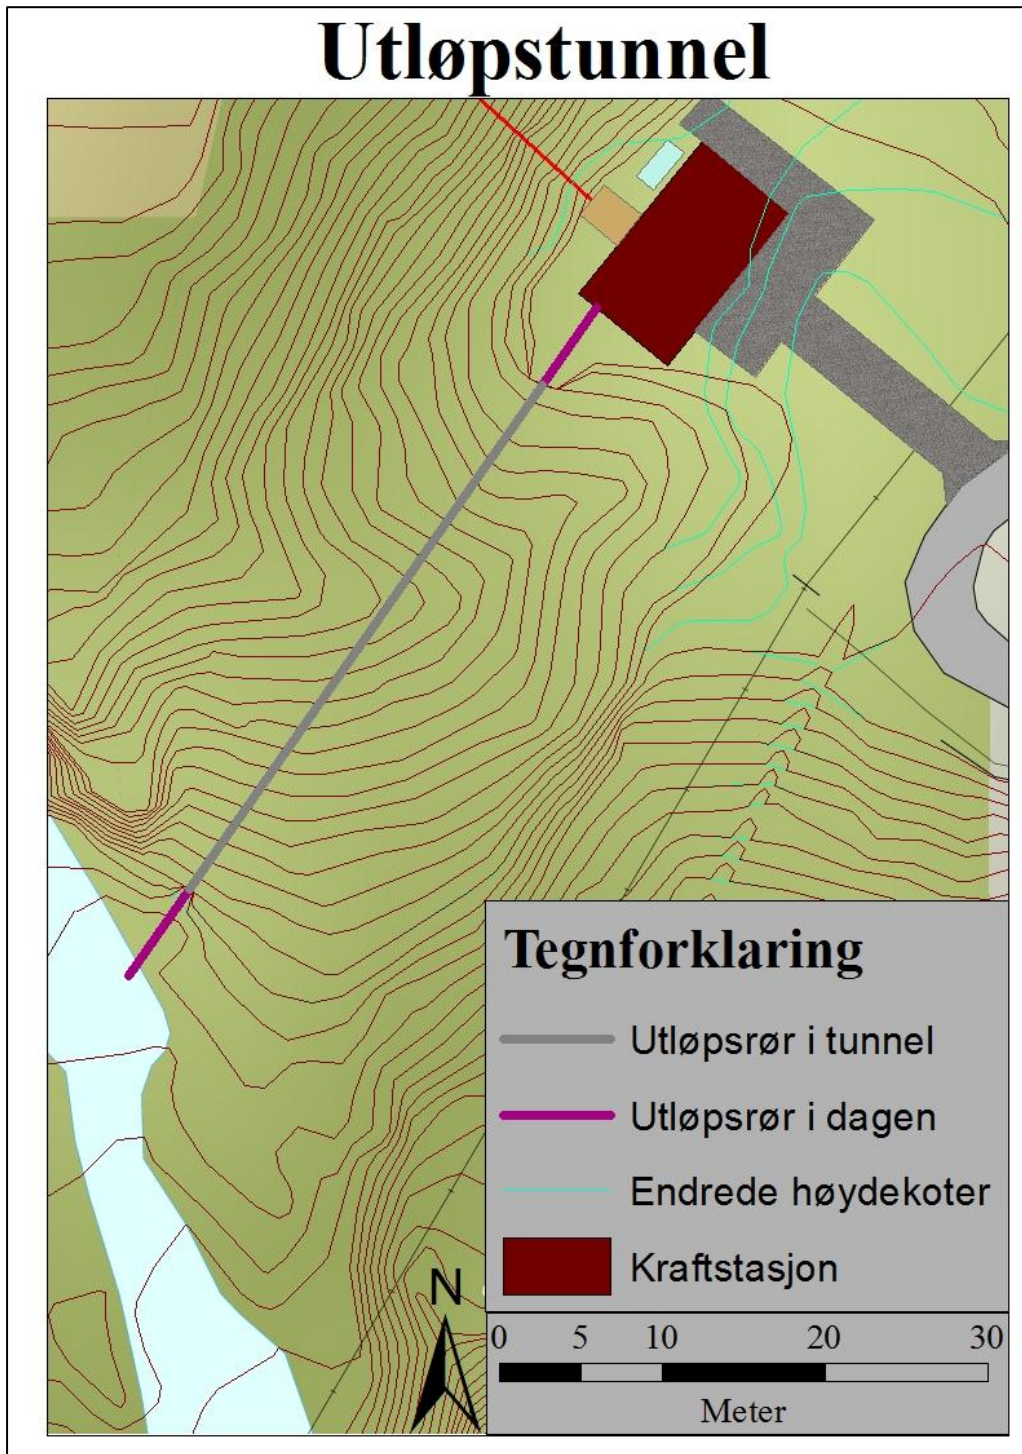 Utløpstunnel
Tegnforklaring
Utløpsrør i tunnel
Utløpsrør i dagen
Endrede høydekoter
Kraftstasjon
N
0 5 10 20 30
Meter